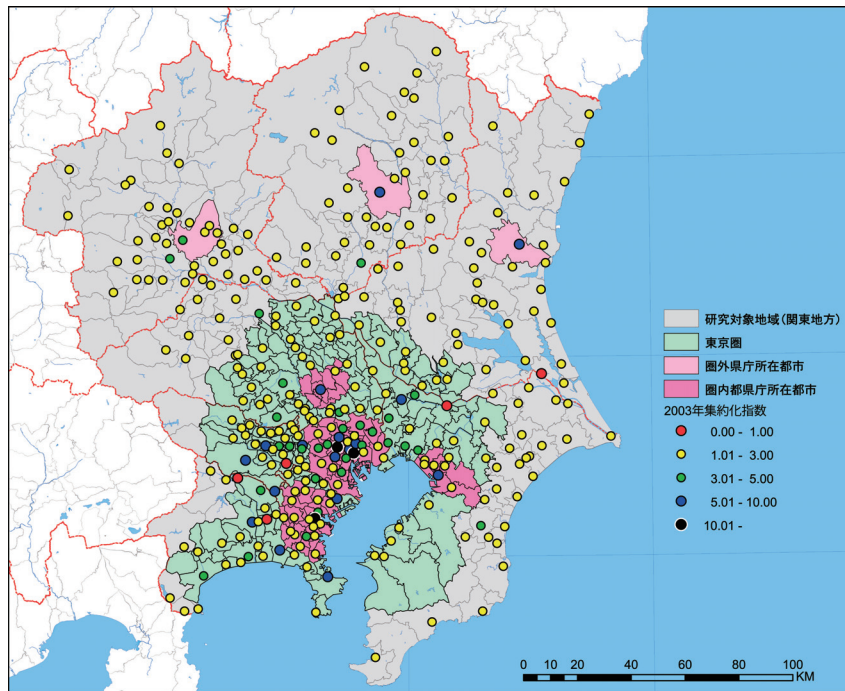 研究対象地域(関東地方)
東京圏
圏外県庁所在都市
圏内都県庁所在都市
2003年集約化指数
0.00 - 1.00
1.01 - 3.00
3.01 - 5.00
5.01 - 10.00
10.01 -
0 10 20 40 60 80 100
KM